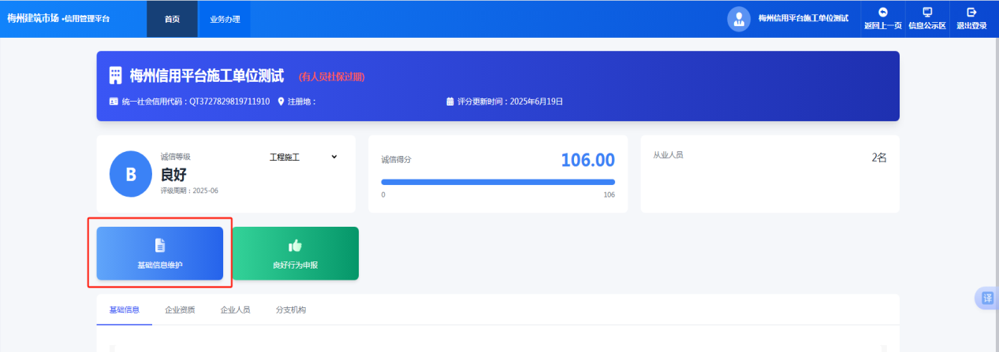 梅州建筑市场 •信用管理平台 首页 业务办理 梅州信用平台施工单位测试 返回上一页 信息公示区 退出登录
梅州信用平台施工单位测试 (有人员社保过期)
统一社会信用代码：QT3727829819711910 注册地： 评分更新时间：2025年6月19日
诚信等级 工程施工
B 良好
评级周期：2025-06
诚信得分 106.00
0 106
从业人员 2名
基础信息维护 良好行为申报
基础信息 企业资质 企业人员 分支机构
译